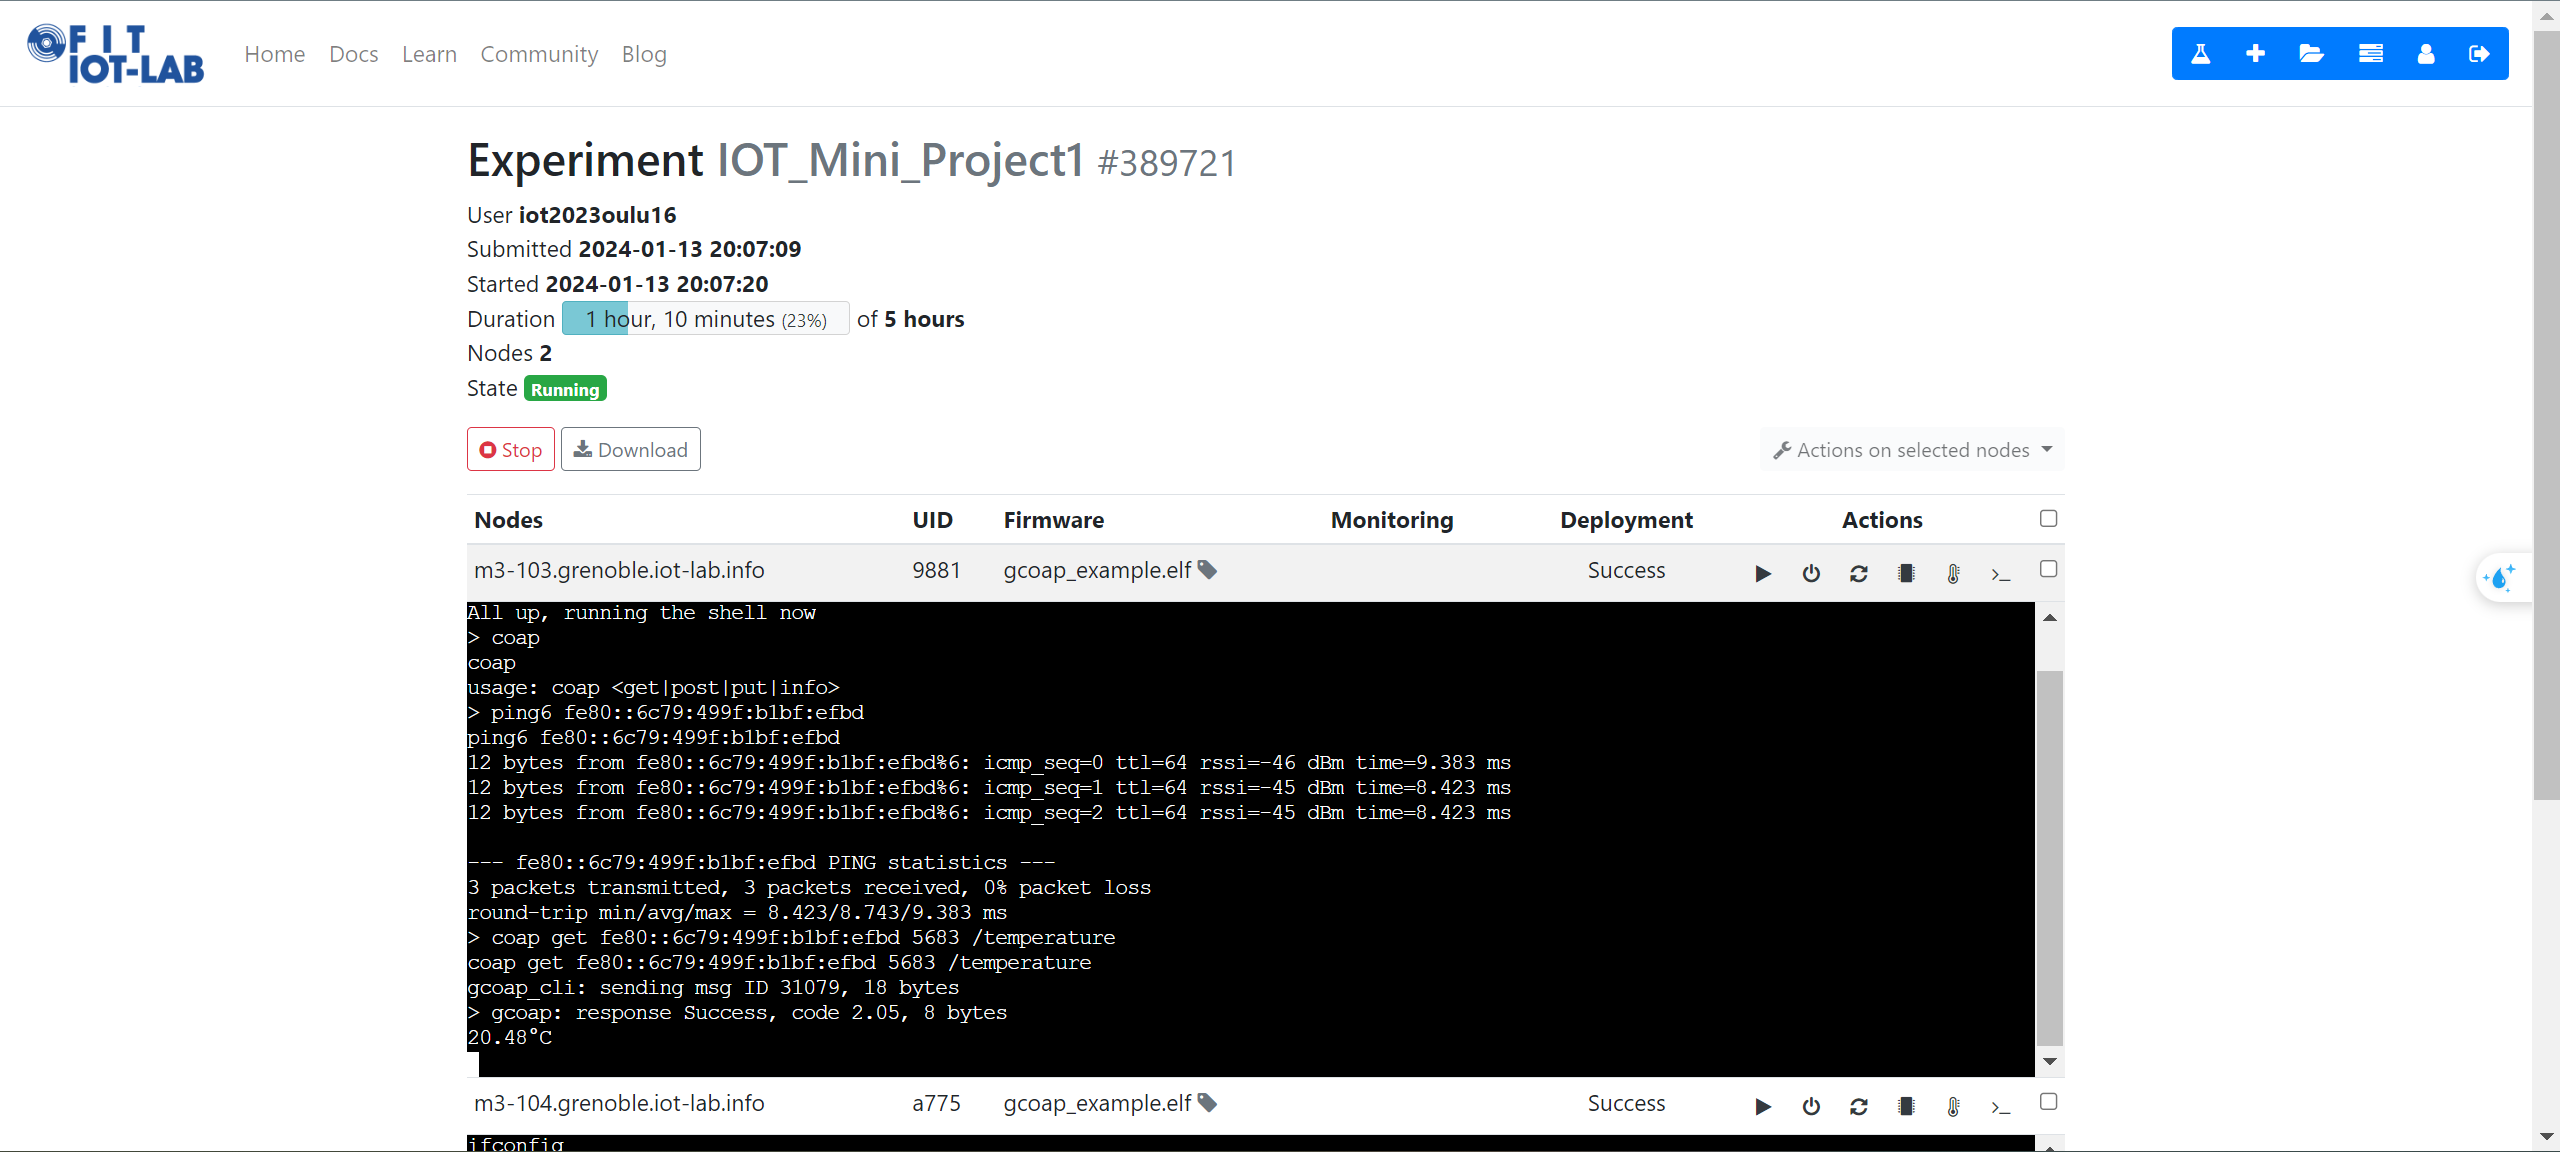 FIT IOT-LAB
Home Docs Learn Community Blog
Experiment IOT_Mini_Project1 #389721
User iot2023oulu16
Submitted 2024-01-13 20:07:09
Started 2024-01-13 20:07:20
Duration 1 hour, 10 minutes (23%) of 5 hours
Nodes 2
State Running
Stop Download Actions on selected nodes
Nodes UID Firmware Monitoring Deployment Actions
m3-103.grenoble.iot-lab.info 9881 gcoap_example.elf Success
All up, running the shell now
> coap
coap
usage: coap <get|post|put|info>
> ping6 fe80::6c79:499f:b1bf:efbd
ping6 fe80::6c79:499f:b1bf:efbd
12 bytes from fe80::6c79:499f:b1bf:efbd%6: icmp_seq=0 ttl=64 rssi=-46 dBm time=9.383 ms
12 bytes from fe80::6c79:499f:b1bf:efbd%6: icmp_seq=1 ttl=64 rssi=-45 dBm time=8.423 ms
12 bytes from fe80::6c79:499f:b1bf:efbd%6: icmp_seq=2 ttl=64 rssi=-45 dBm time=8.423 ms
--- fe80::6c79:499f:b1bf:efbd PING statistics ---
3 packets transmitted, 3 packets received, 0% packet loss
round-trip min/avg/max = 8.423/8.743/9.383 ms
> coap get fe80::6c79:499f:b1bf:efbd 5683 /temperature
coap get fe80::6c79:499f:b1bf:efbd 5683 /temperature
gcoap_cli: sending msg ID 31079, 18 bytes
> gcoap: response Success, code 2.05, 8 bytes
20.48°C
m3-104.grenoble.iot-lab.info a775 gcoap_example.elf Success
ifconfig